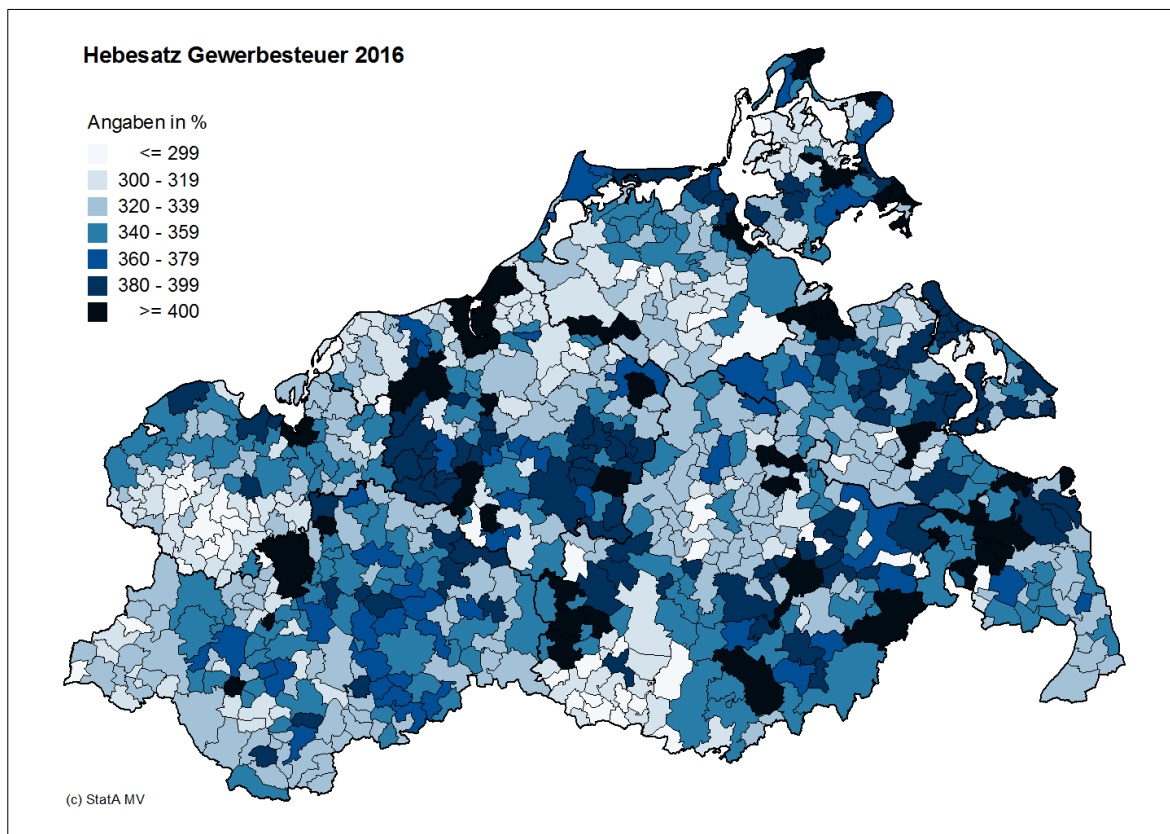 Hebesatz Gewerbesteuer 2016
Angaben in %
<= 299
300 - 319
320 - 339
340 - 359
360 - 379
380 - 399
>= 400
(c) StatA MV